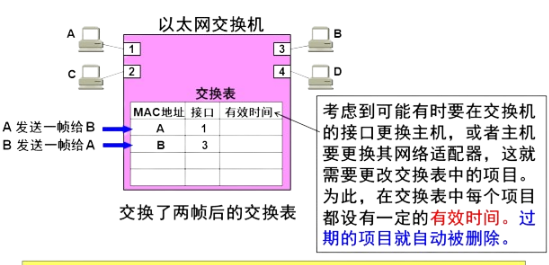 以太网交换机
A
B
1
3
C
D
2
4
交换表
MAC地址 接口 有效时间
A 发送一帧给B
A 1
B 发送一帧给A
B 3
交换了两帧后的交换表
考虑到可能有时要在交换机
的接口更换主机，或者主机
要更换其网络适配器，这就
需要更改交换表中的项目。
为此，在交换表中每个项目
都设有一定的有效时间。过
期的项目就自动被删除。